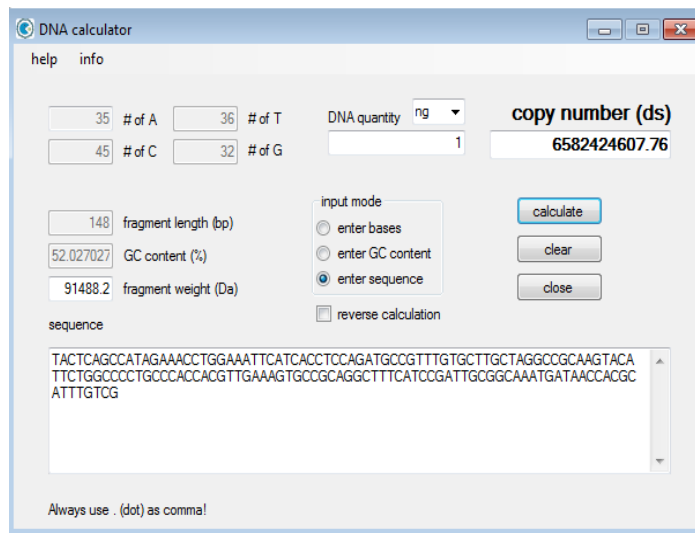 DNA calculator
help info
35 # of A 36 # of T DNA quantity ng copy number (ds)
45 # of C 32 # of G 1 6582424607.76
input mode
148 fragment length (bp) enter bases calculate
52.027027 GC content (%) enter GC content clear
91488.2 fragment weight (Da) enter sequence close
sequence reverse calculation
TACTCAGCCATAGAAACCTGGAAATTCATCACCTCCAGATGCCGTTTGTGCTTGCTAGGCCGCAAGTACA
TTCTGGCCCCTGCCCACCACGTTGAAAGTGCCGCAGGCTTTCATCCGATTGCGGCAAATGATAACCACGC
ATTTGTCG
Always use . (dot) as comma!